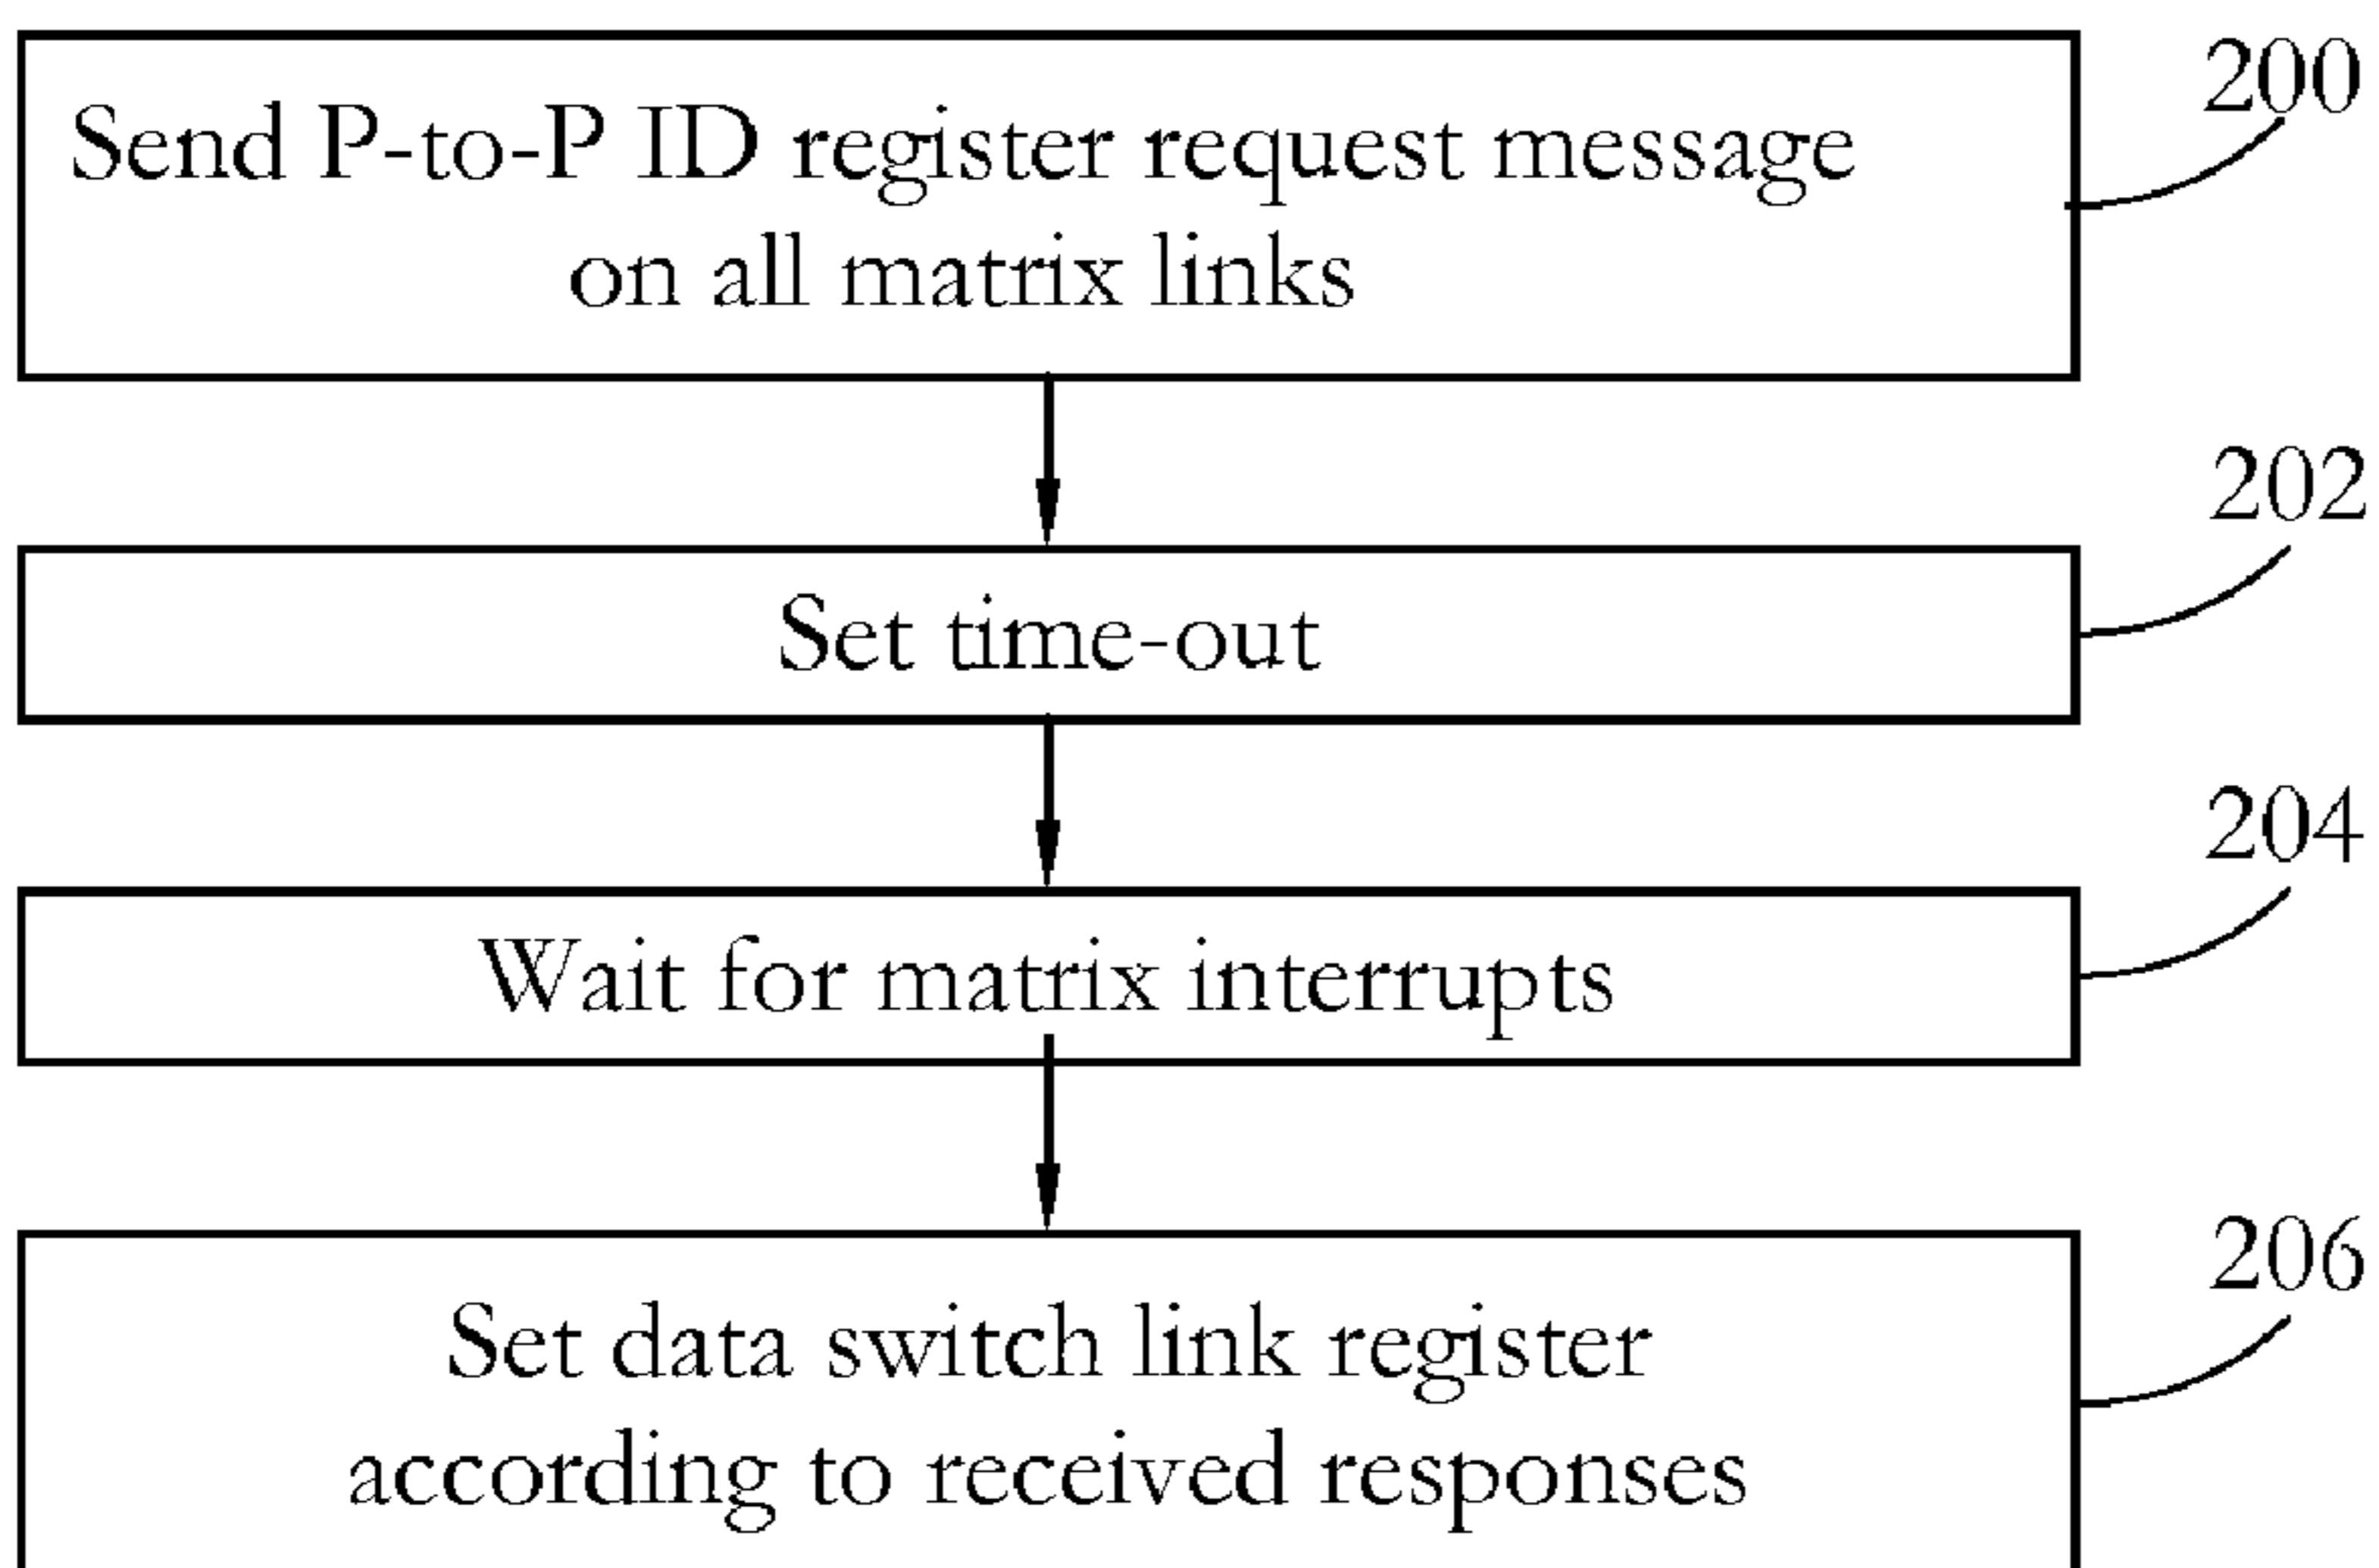 200
Send P-to-P ID register request message
on all matrix links
202
Set time-out
204
Wait for matrix interrupts
206
Set data switch link register
according to received responses